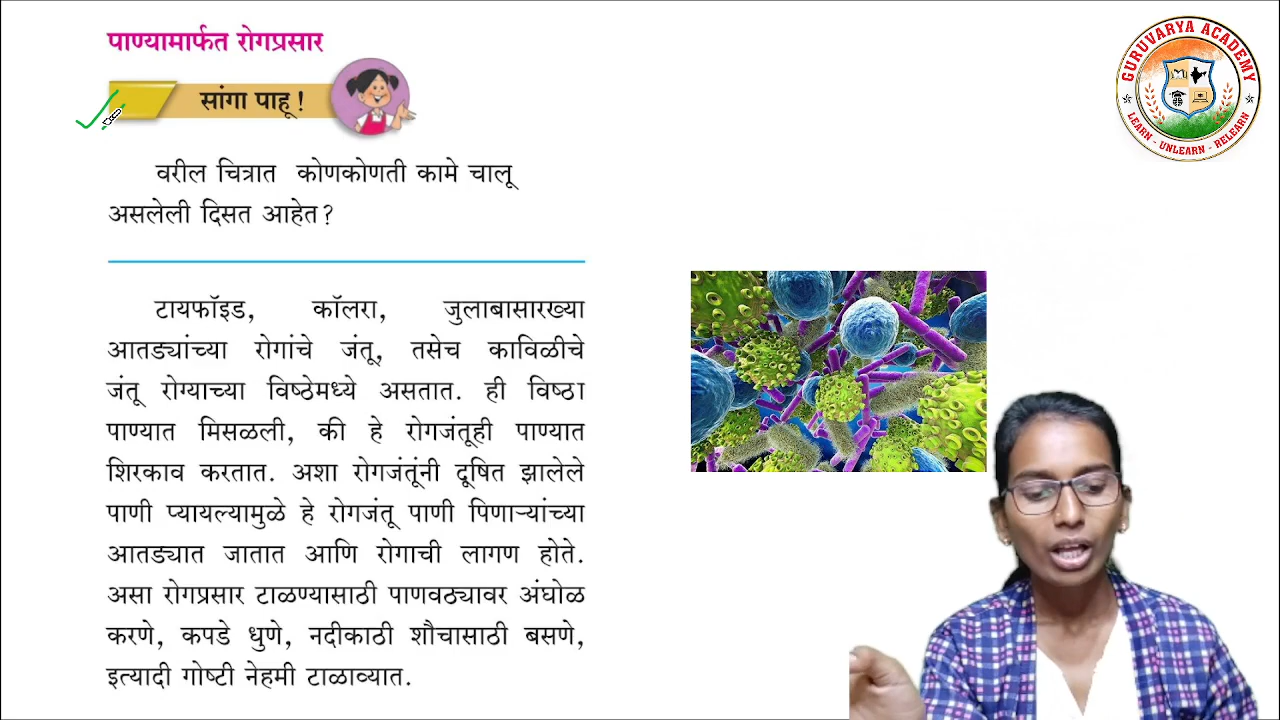 पाण्यामार्फत रोगप्रसार
सांगा पाहू !
वरील चित्रात कोणकोणती कामे चालू
असलेली दिसत आहेत?
टायफॉइड, कॉलरा, जुलाबासारख्या
आतड्यांच्या रोगांचे जंतू, तसेच काविळीचे
जंतू रोग्याच्या विष्ठेमध्ये असतात. ही विष्ठा
पाण्यात मिसळली, की हे रोगजंतूही पाण्यात
शिरकाव करतात. अशा रोगजंतूंनी दूषित झालेले
पाणी प्यायल्यामुळे हे रोगजंतू पाणी पिणाऱ्यांच्या
आतड्यात जातात आणि रोगाची लागण होते.
असा रोगप्रसार टाळण्यासाठी पाणवठ्यावर अंघोळ
करणे, कपडे धुणे, नदीकाठी शौचासाठी बसणे,
इत्यादी गोष्टी नेहमी टाळाव्यात.
GURUVARYA ACADEMY
LEARN - UNLEARN - RELEARN